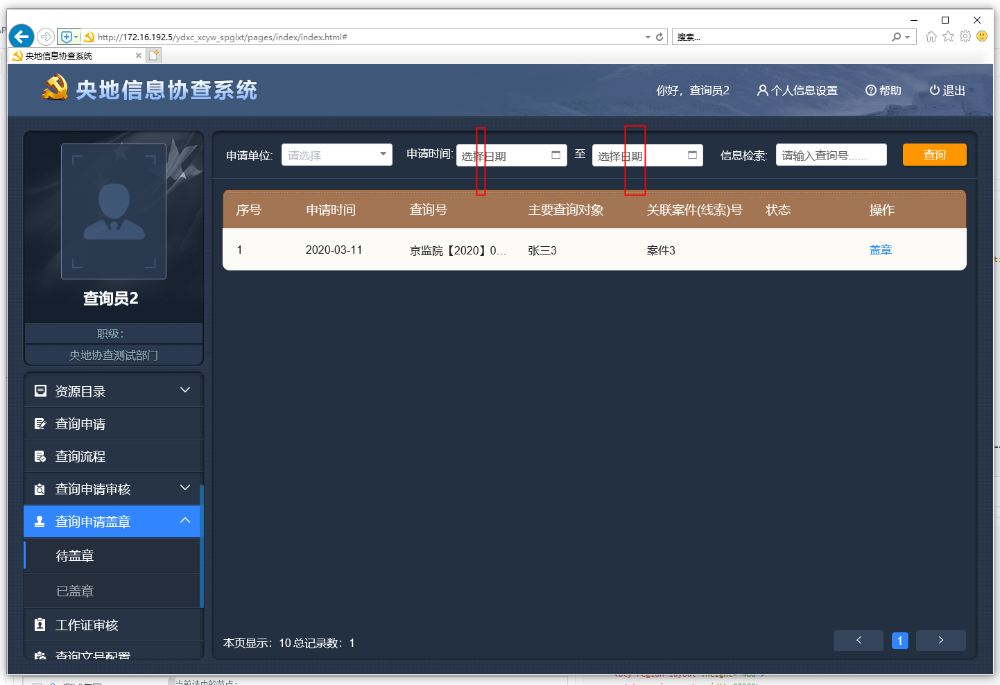 http://172.16.192.5/ydxc_xcyw_spglxt/pages/index/index.html#
搜索...
央地信息协查系统
央地信息协查系统
你好，查询员2 个人信息设置 帮助 退出
申请单位: 请选择 申请时间: 选择日期 至 选择日期 信息检索: 请输入查询号...... 查询
序号 申请时间 查询号 主要查询对象 关联案件(线索)号 状态 操作
1 2020-03-11 京监院【2020】0... 张三3 案件3 盖章
查询员2
职级：
央地协查测试部门
资源目录
查询申请
查询流程
查询申请审核
查询申请盖章
待盖章
已盖章
工作证审核
查询文号配置
本页显示：10 总记录数：1
1
当前选中的节点：